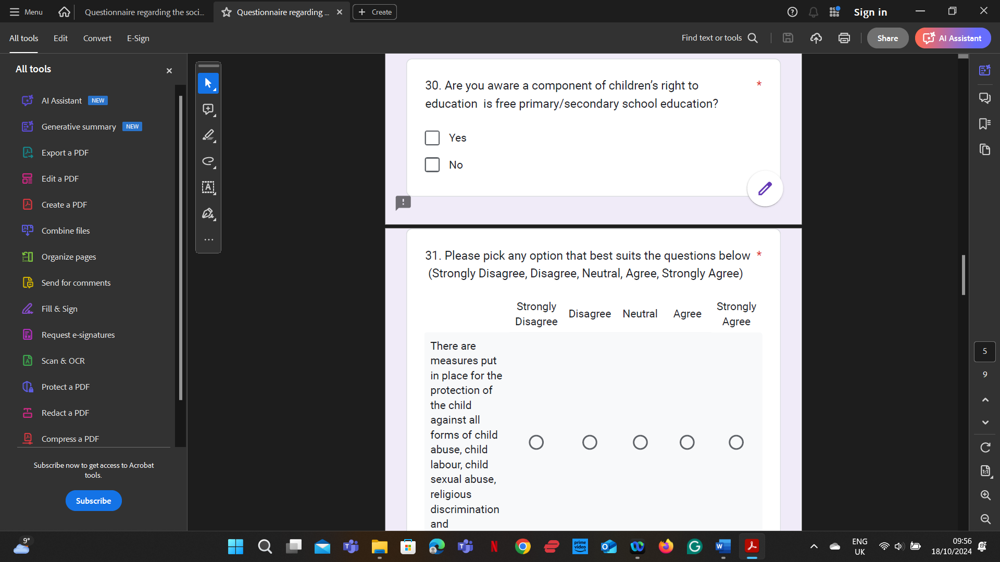 Menu
Questionnaire regarding the soci...
Questionnaire regarding ...
Create
Sign in
All tools
Edit
Convert
E-Sign
Find text or tools
Share
AI Assistant
All tools
AI Assistant NEW
Generative summary NEW
Export a PDF
Edit a PDF
Create a PDF
Combine files
Organize pages
Send for comments
Fill & Sign
Request e-signatures
Scan & OCR
Protect a PDF
Redact a PDF
Compress a PDF
Subscribe now to get access to Acrobat
tools.
Subscribe
30. Are you aware a component of children’s right to *
education is free primary/secondary school education?
Yes
No
31. Please pick any option that best suits the questions below *
(Strongly Disagree, Disagree, Neutral, Agree, Strongly Agree)
Strongly
Disagree
Disagree
Neutral
Agree
Strongly
Agree
There are
measures put
in place for the
protection of
the child
against all
forms of child
abuse, child
labour, child
sexual abuse,
religious
discrimination
and
5
9
1:1
9°
prime
video
ENG
UK
09:56
18/10/2024